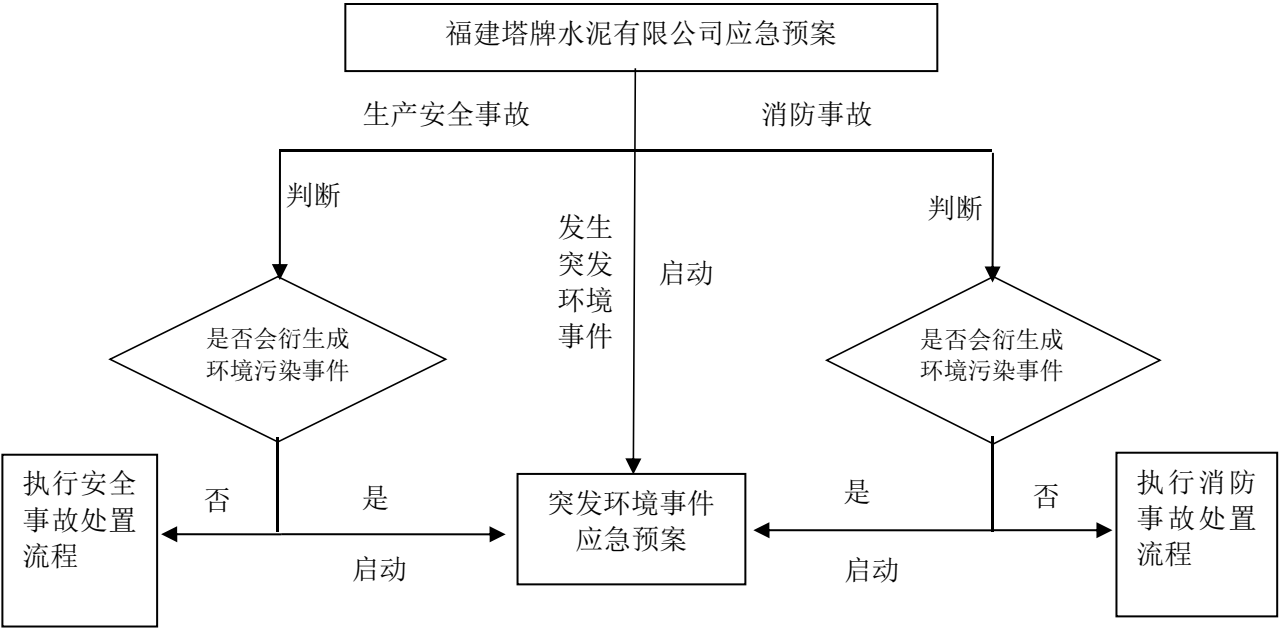 福建塔牌水泥有限公司应急预案
生产安全事故
消防事故
判断
判断
发生
突发
环境
事件
启动
是否会衍生成
环境污染事件
是否会衍生成
环境污染事件
执行安全
事故处置
流程
否
是
启动
突发环境事件
应急预案
是
否
启动
执行消防
事故处置
流程